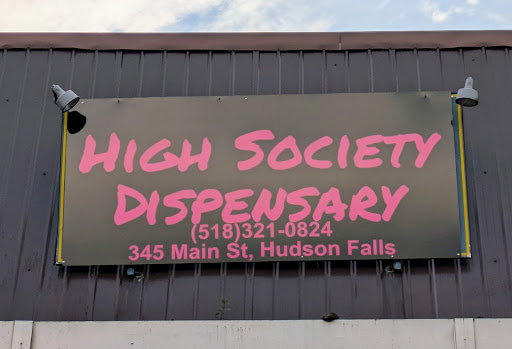 High Society
Dispensary
(518)321-0824
345 Main St, Hudson Falls